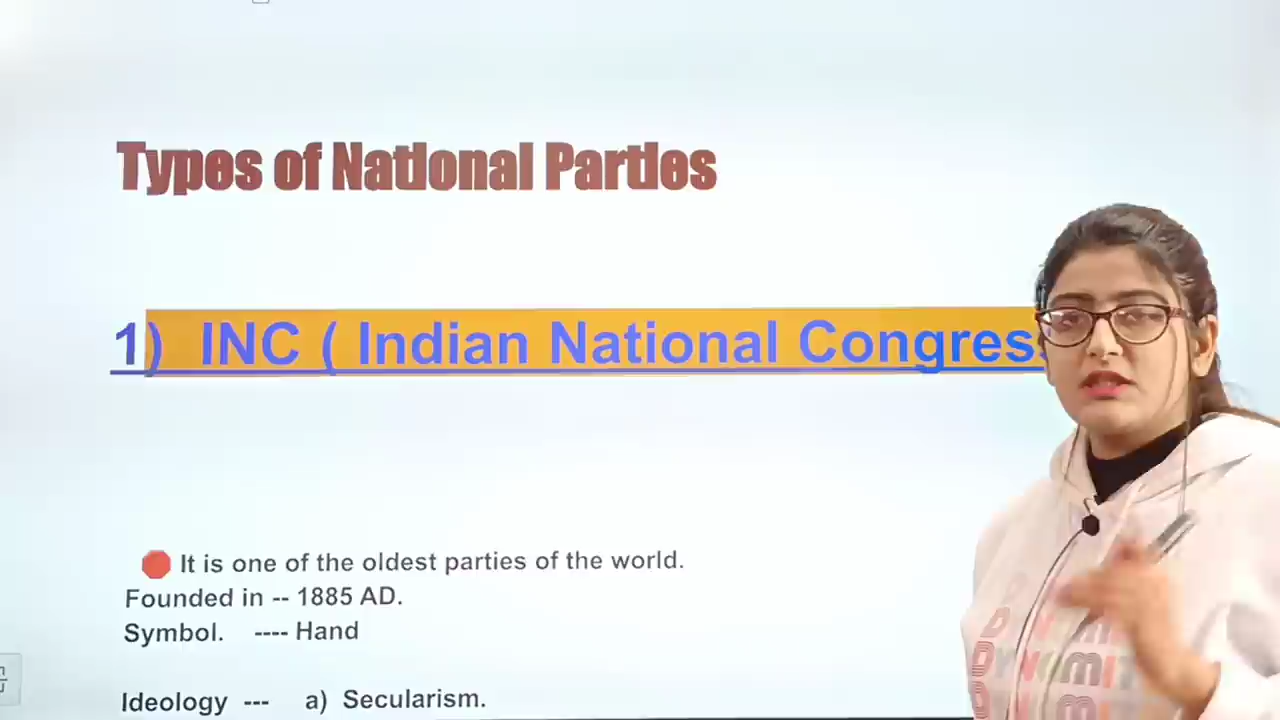 Types of National Parties
1) INC ( Indian National Congress
It is one of the oldest parties of the world.
Founded in -- 1885 AD.
Symbol. ---- Hand
Ideology --- a) Secularism.